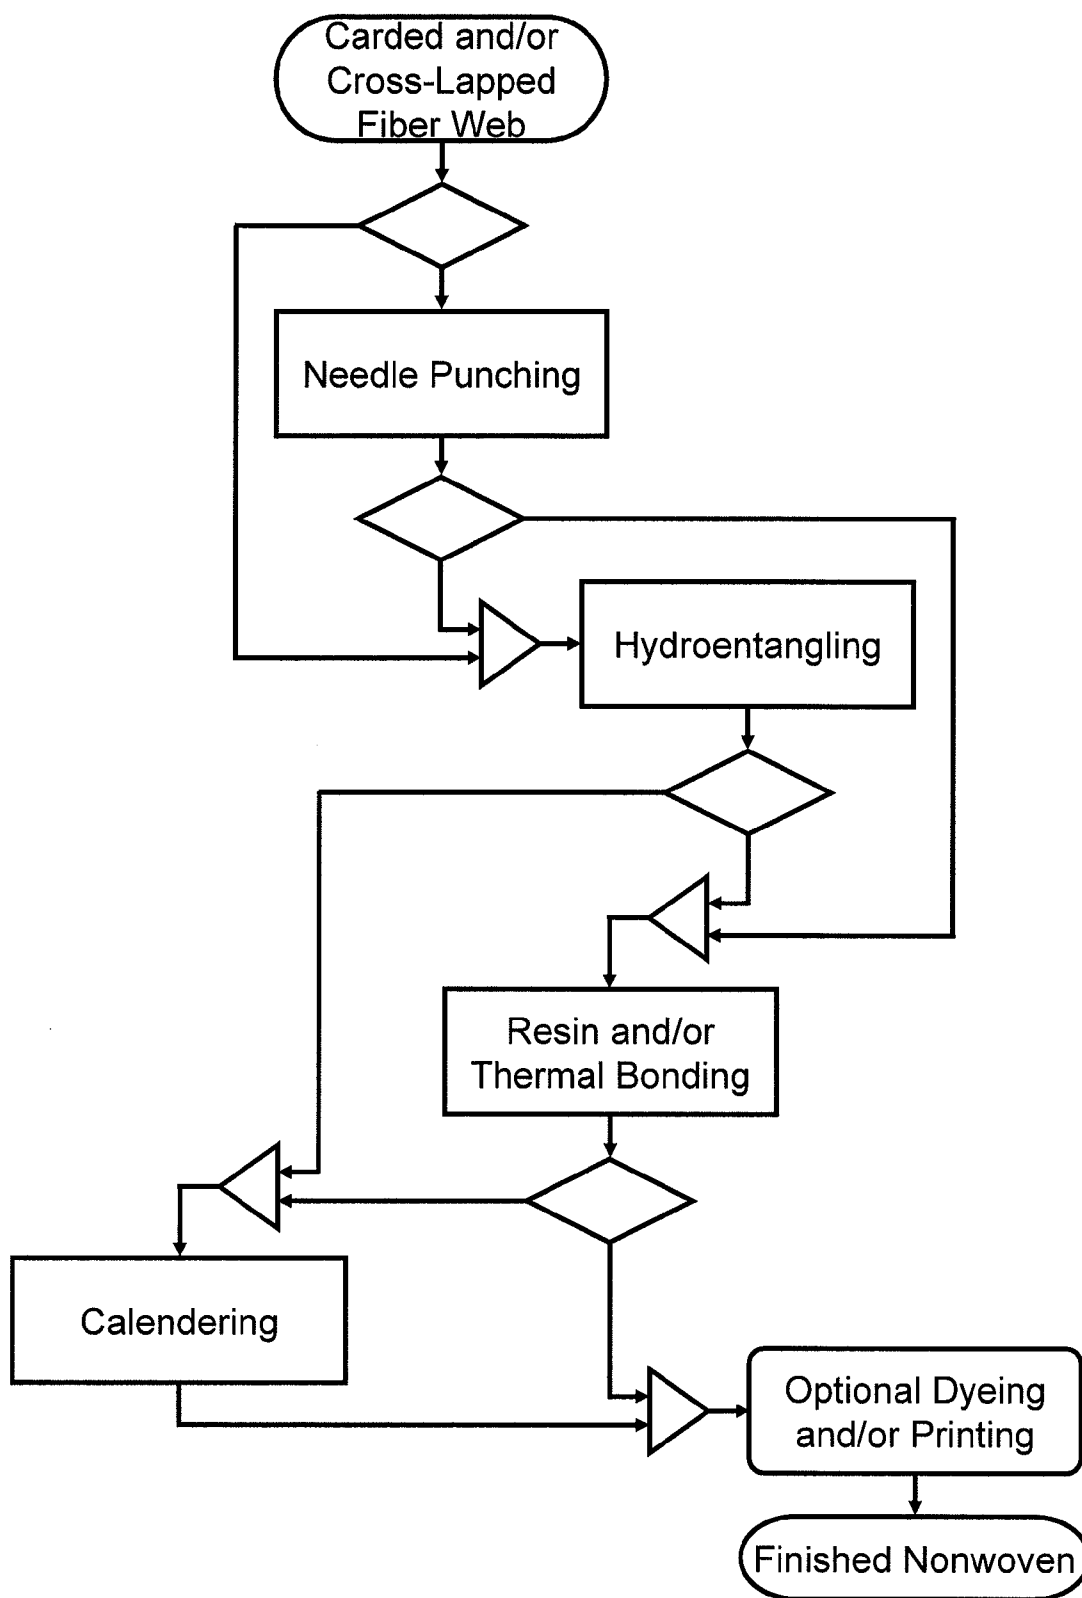 Carded and/or
Cross-Lapped
Fiber Web
Needle Punching
Hydroentangling
Resin and/or
Thermal Bonding
Calendering
Optional Dyeing
and/or Printing
Finished Nonwoven